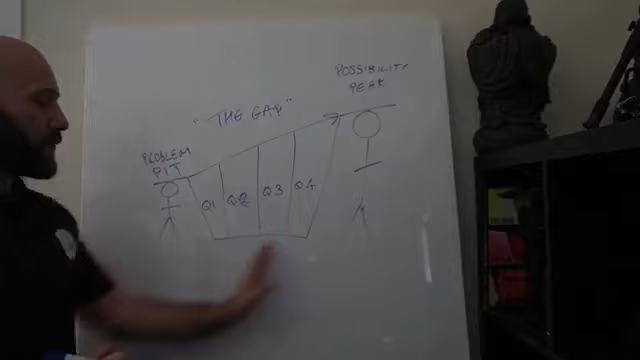 POSSIBILITY
PEAK
"THE GAP"
PROBLEM
PIT
Q1 Q2 Q3 Q4